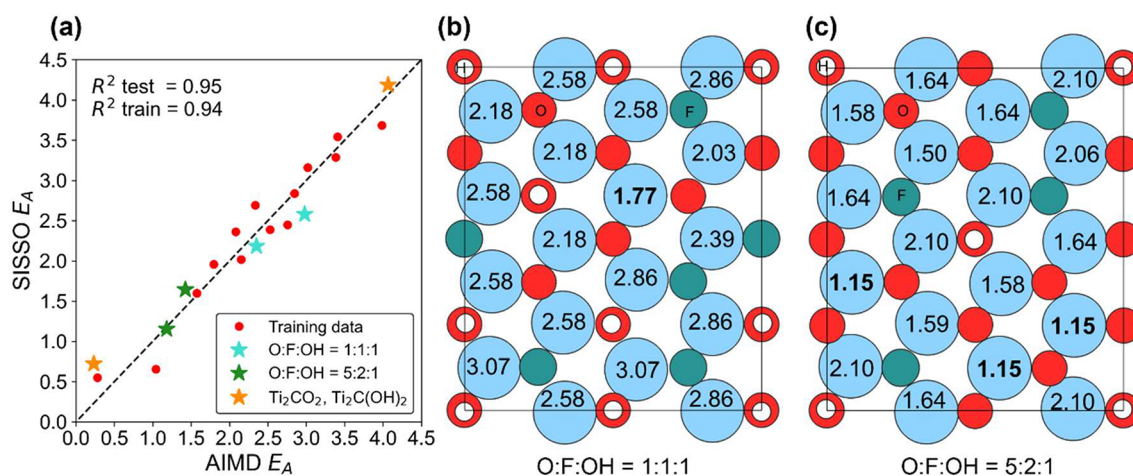 (a)
4.5
4.0
3.5
3.0
2.5
2.0
1.5
1.0
0.5
0.0
SISSO E_A
R² test = 0.95
R² train = 0.94
Training data
O:F:OH = 1:1:1
O:F:OH = 5:2:1
Ti₂CO₂, Ti₂C(OH)₂
0.0 0.5 1.0 1.5 2.0 2.5 3.0 3.5 4.0 4.5
AIMD E_A
(b)
H 2.58 2.86
2.18 O 2.58 F
2.18 2.03
2.58 1.77
2.18 2.39
2.58 2.86
2.58 2.86
3.07 3.07
2.58 2.86
O:F:OH = 1:1:1
(c)
H 1.64 2.10
1.58 O 1.64
1.50 2.06
1.64 F 2.10
2.10 1.64
1.15 1.58
1.59 1.15
2.10 1.15
1.64 2.10
O:F:OH = 5:2:1